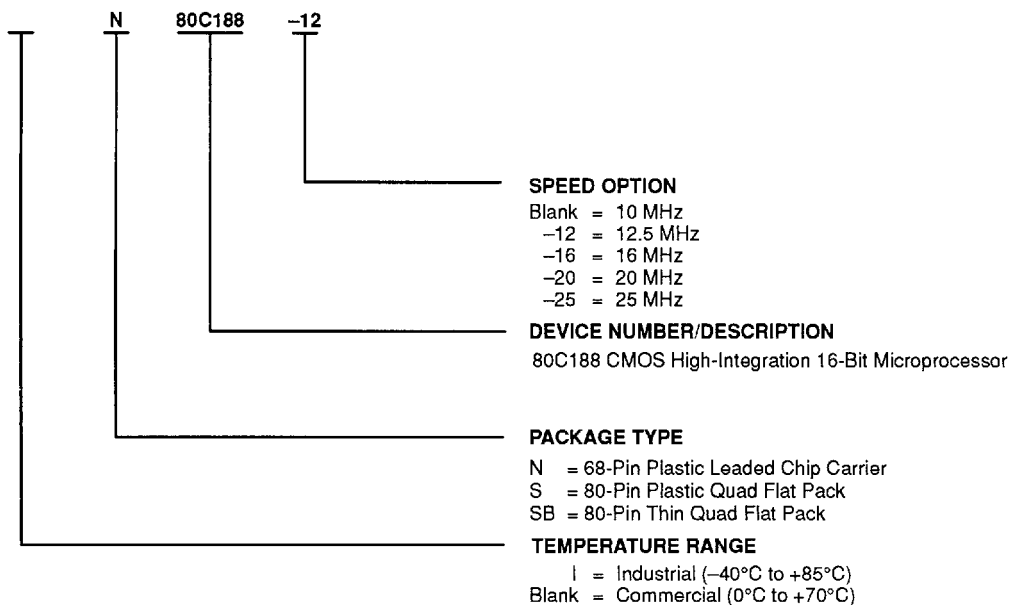 N 80C188 –12
SPEED OPTION
Blank = 10 MHz
–12 = 12.5 MHz
–16 = 16 MHz
–20 = 20 MHz
–25 = 25 MHz
DEVICE NUMBER/DESCRIPTION
80C188 CMOS High-Integration 16-Bit Microprocessor
PACKAGE TYPE
N = 68-Pin Plastic Leaded Chip Carrier
S = 80-Pin Plastic Quad Flat Pack
SB = 80-Pin Thin Quad Flat Pack
TEMPERATURE RANGE
I = Industrial (–40°C to +85°C)
Blank = Commercial (0°C to +70°C)